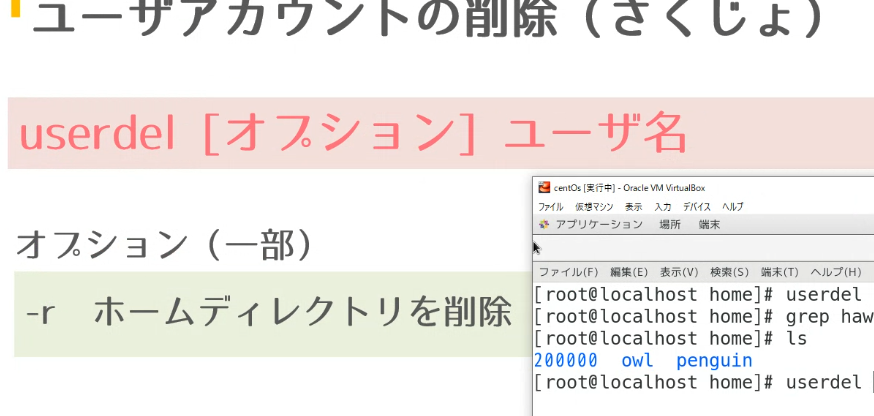 ユーザアカウントの削除（さくじょ）
userdel [オプション] ユーザ名
オプション（一部）
-r ホームディレクトリを削除
centOs [実行中] - Oracle VM VirtualBox
ファイル 仮想マシン 表示 入力 デバイス ヘルプ
アプリケーション 場所 端末
ファイル(F) 編集(E) 表示(V) 検索(S) 端末(T) ヘルプ(H)
[root@localhost home]# userdel
[root@localhost home]# grep haw
[root@localhost home]# ls
200000 owl penguin
[root@localhost home]# userdel